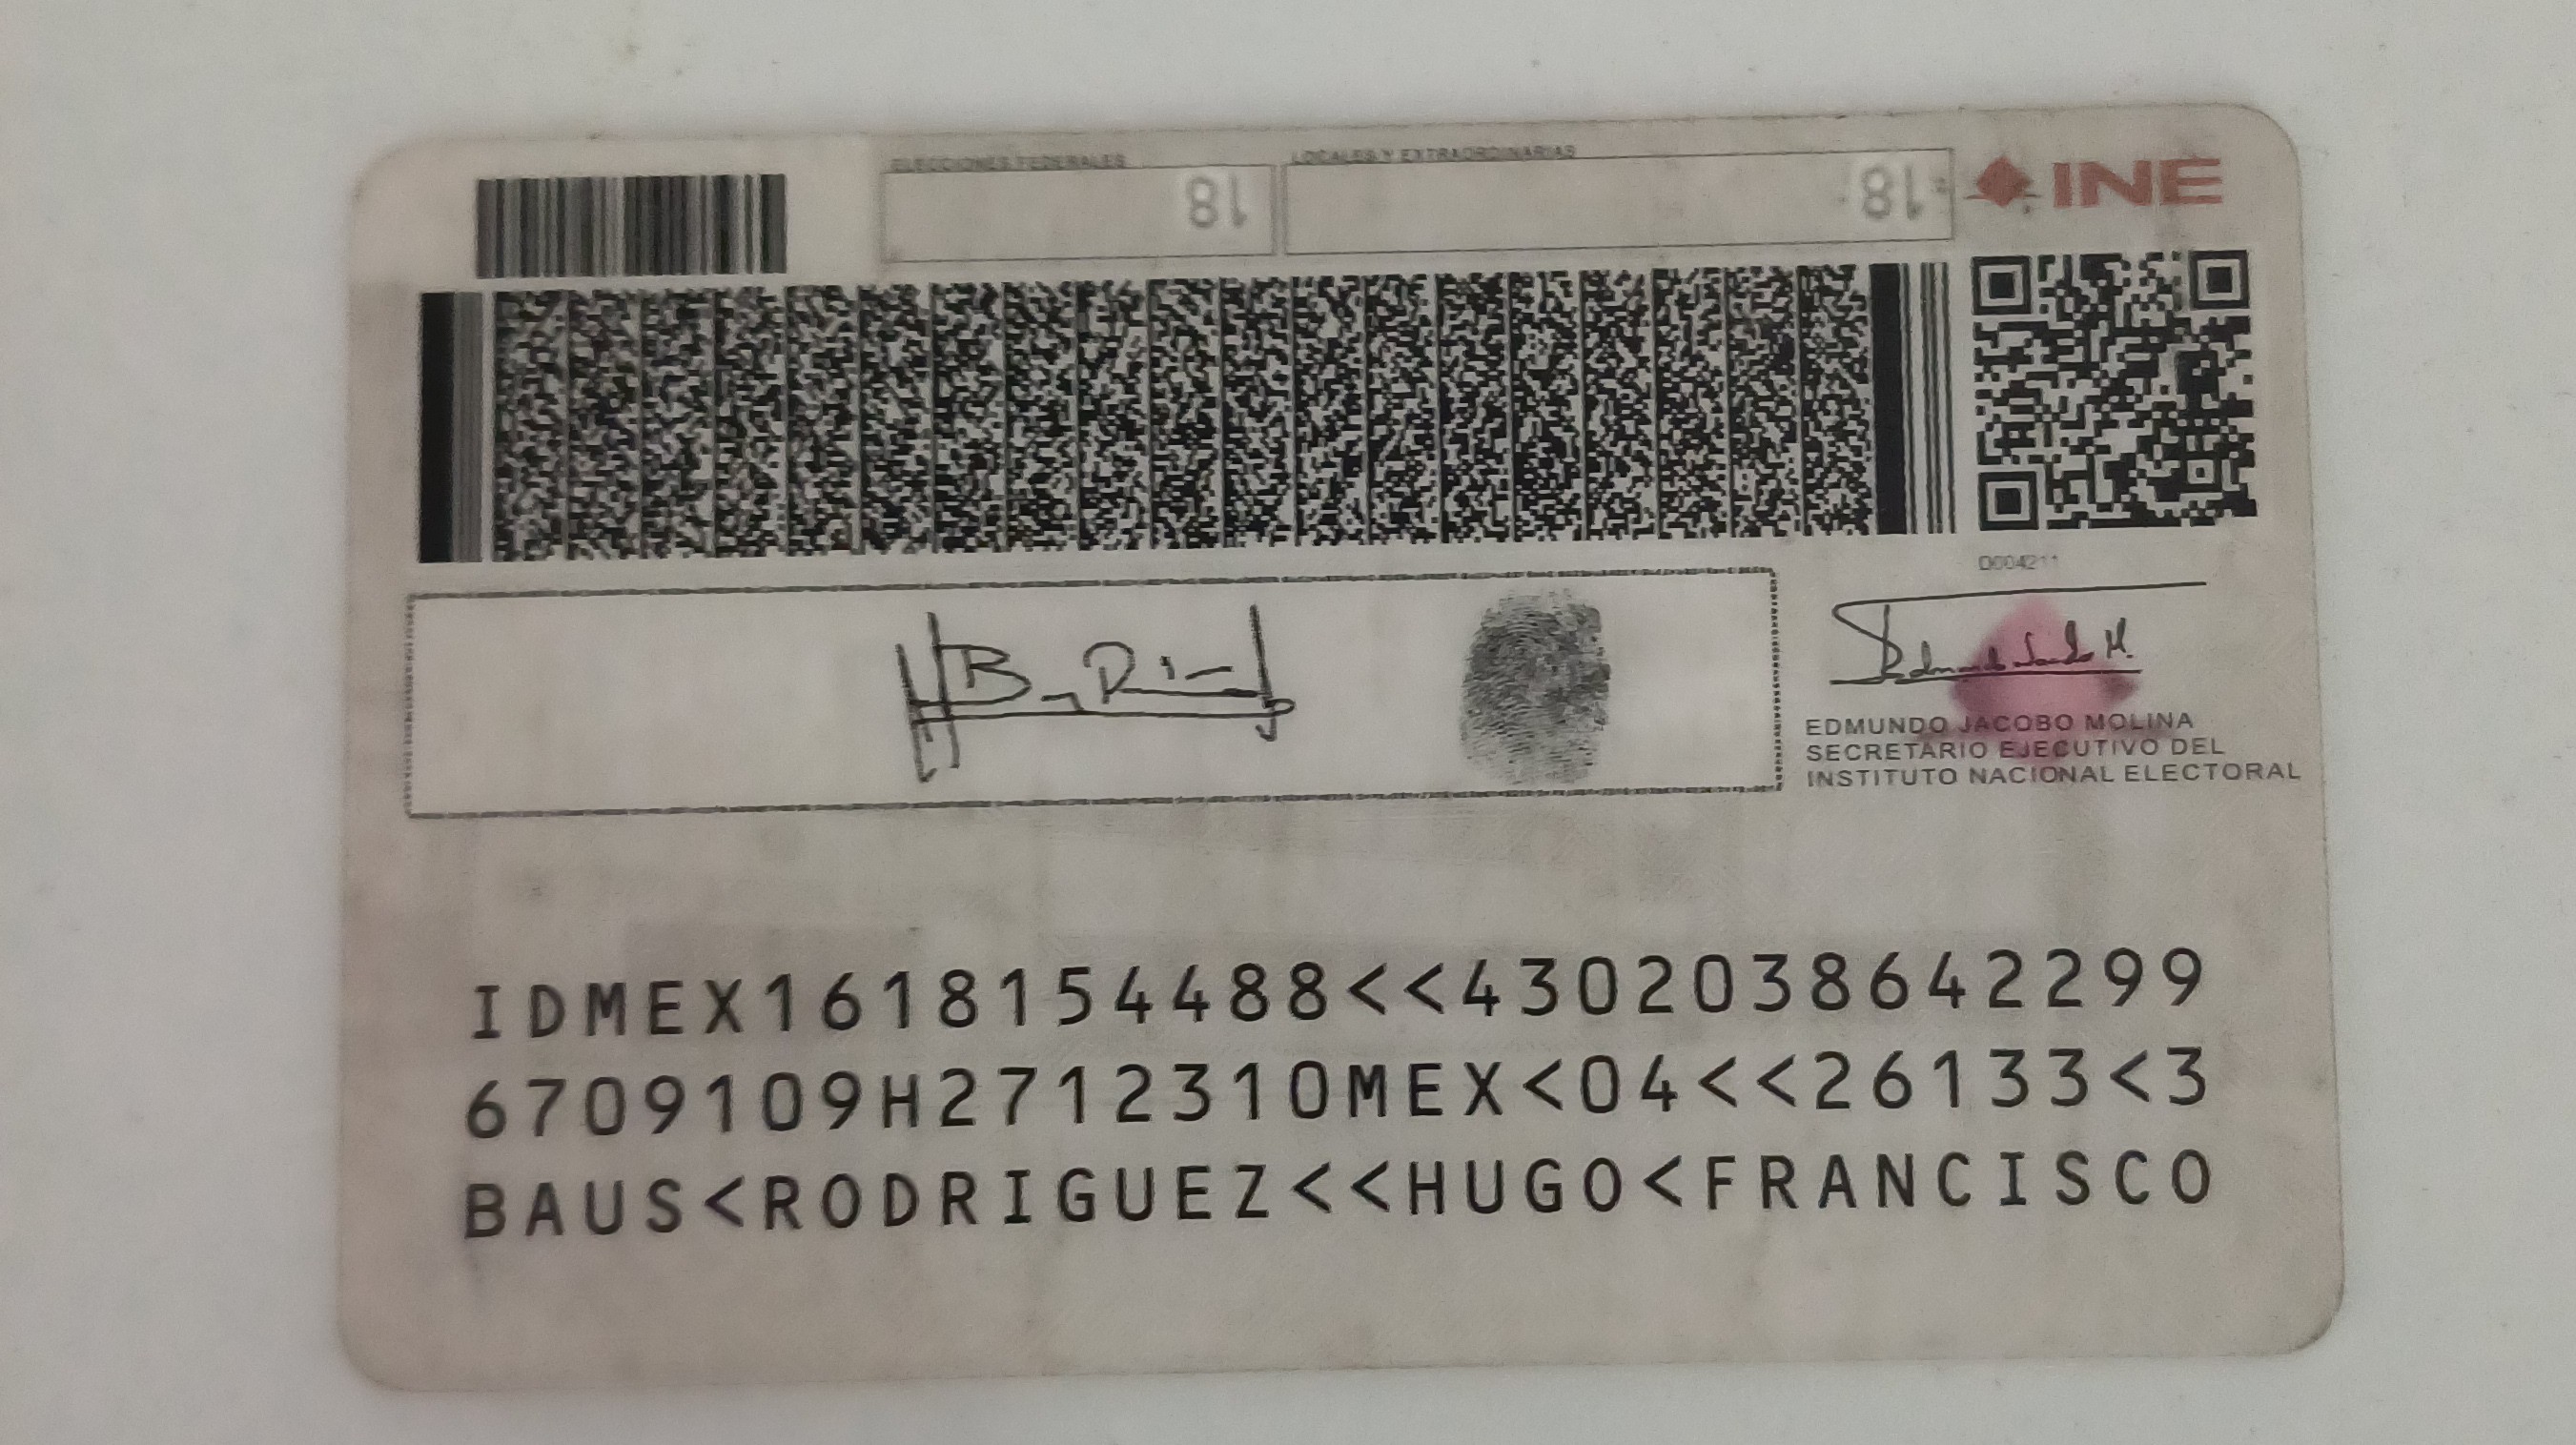 ELECCIONES FEDERALES
LOCALES Y EXTRAORDINARIAS
18
18
INE
EDMUNDO JACOBO MOLINA
SECRETARIO EJECUTIVO DEL
INSTITUTO NACIONAL ELECTORAL
IDMEX1618154488<<4302038642299
6709109H2712310MEX<04<<26133<3
BAUS<RODRIGUEZ<<HUGO<FRANCISCO